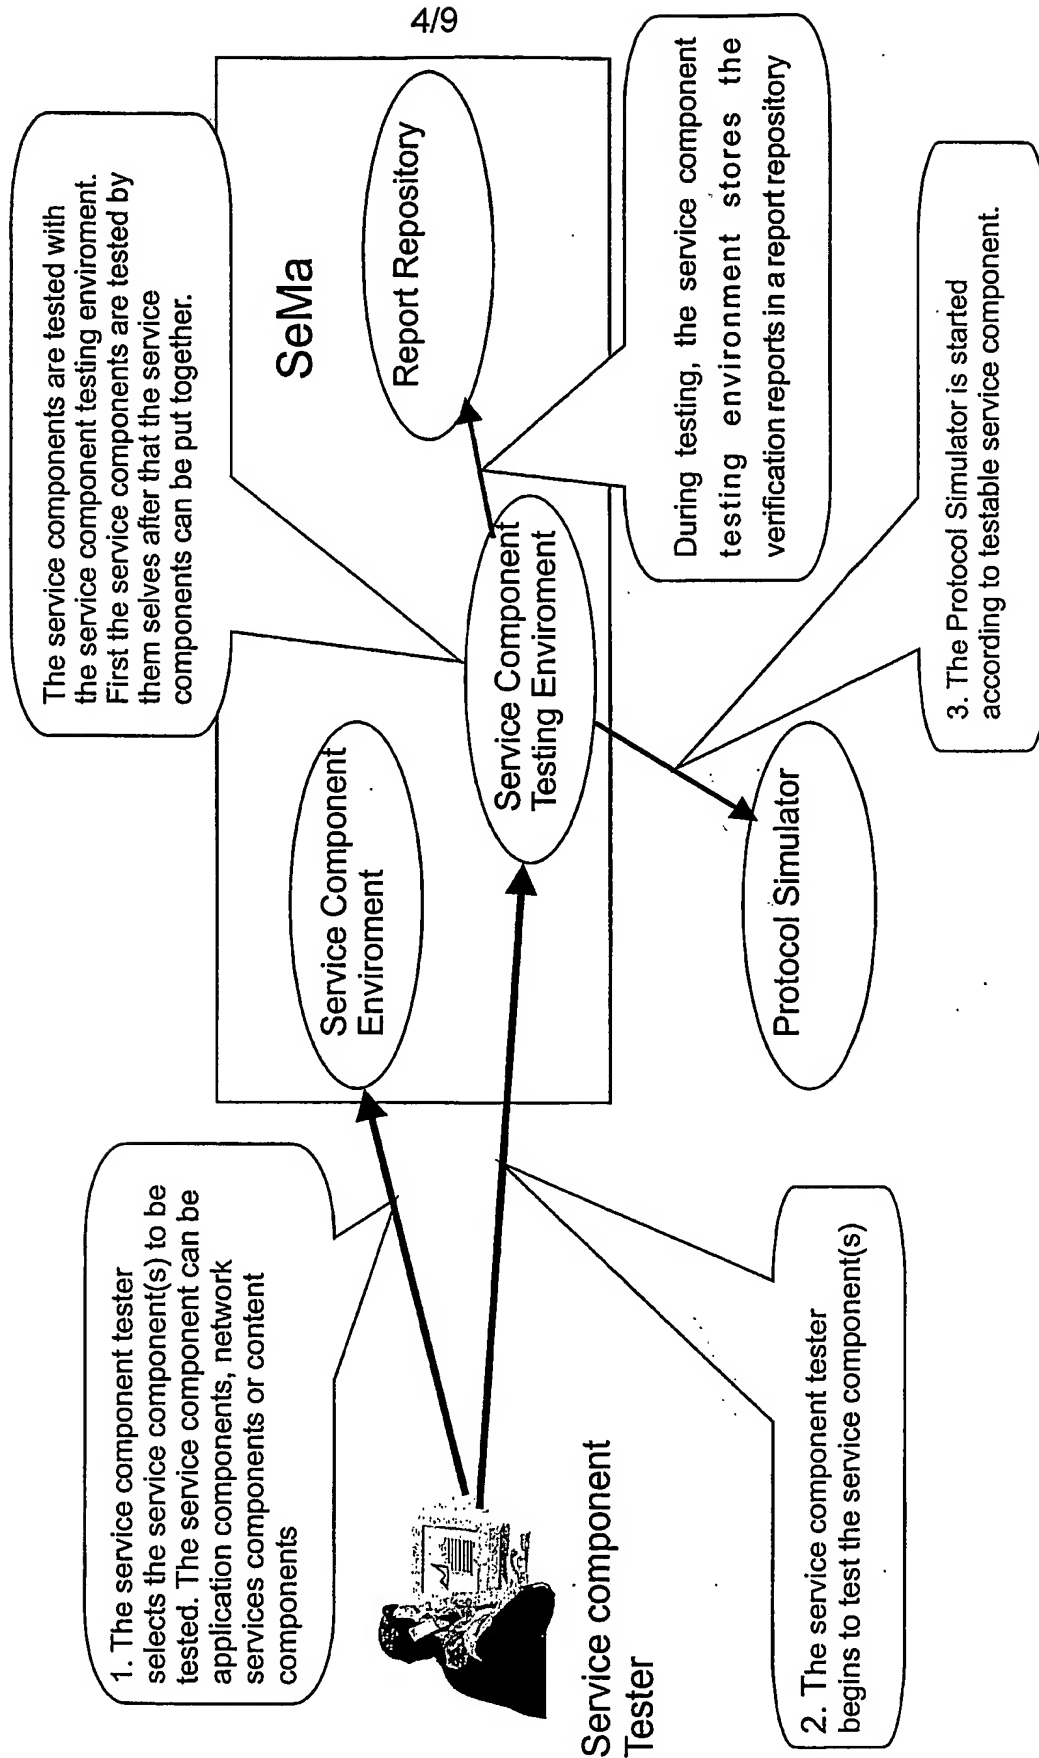 4/9
1. The service component tester
selects the service component(s) to be
tested. The service component can be
application components, network
services components or content
components
The service components are tested with
the service component testing enviroment.
First the service components are tested by
them selves after that the service
components can be put together.
SeMa
Service Component
Enviroment
Report Repository
Service Component
Testing Enviroment
Service component
Tester
During testing, the service component
testing environment stores the
verification reports in a report repository
Protocol Simulator
2. The service component tester
begins to test the service component(s)
3. The Protocol Simulator is started
according to testable service component.